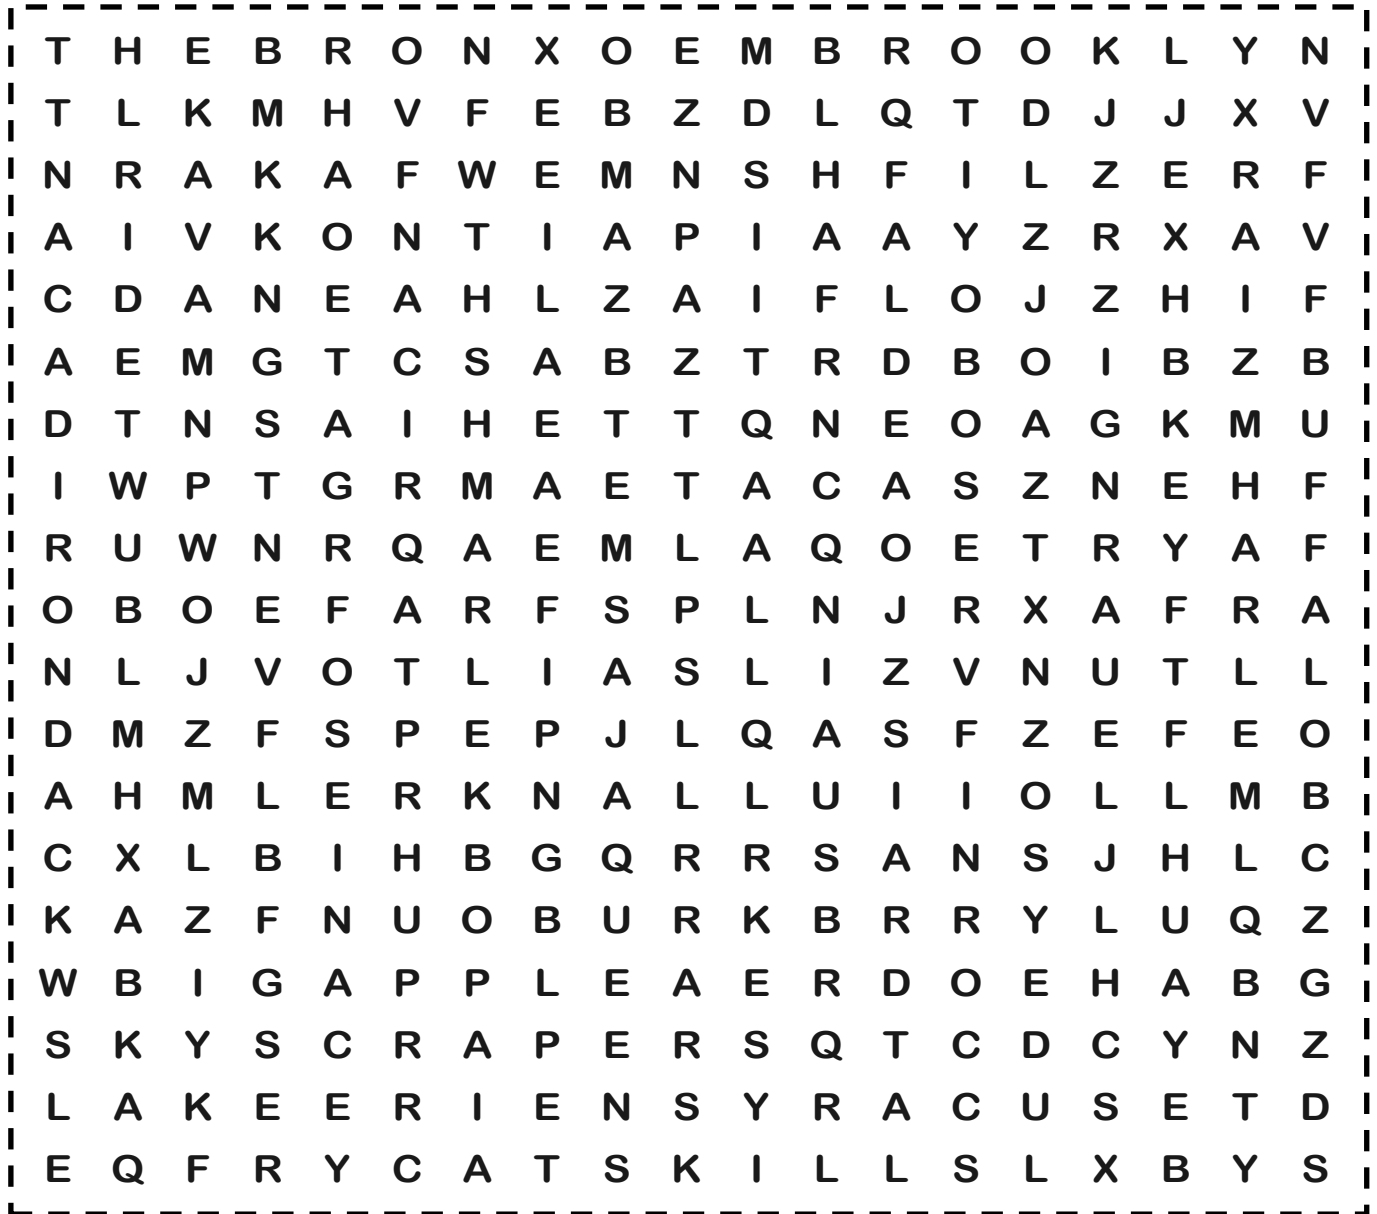 T H E B R O N X O E M B R O O K L Y N
T L K M H V F E B Z D L Q T D J J X V
N R A K A F W E M N S H F I L Z E R F
A I V K O N T I A P I A A Y Z R X A V
C D A N E A H L Z A I F L O J Z H I F
A E M G T C S A B Z T R D B O I B Z B
D T N S A I H E T T Q N E O A G K M U
I W P T G R M A E T A C A S Z N E H F
R U W N R Q A E M L A Q O E T R Y A F
O B O E F A R F S P L N J R X A F R A
N L J V O T L I A S L I Z V N U T L L
D M Z F S P E P J L Q A S F Z E F E O
A H M L E R K N A L L U I I O L L M B
C X L B I H B G Q R R S A N S J H L C
K A Z F N U O B U R K B R R Y L U Q Z
W B I G A P P L E A E R D O E H A B G
S K Y S C R A P E R S Q T C D C Y N Z
L A K E E R I E N S Y R A C U S E T D
E Q F R Y C A T S K I L L S L X B Y S